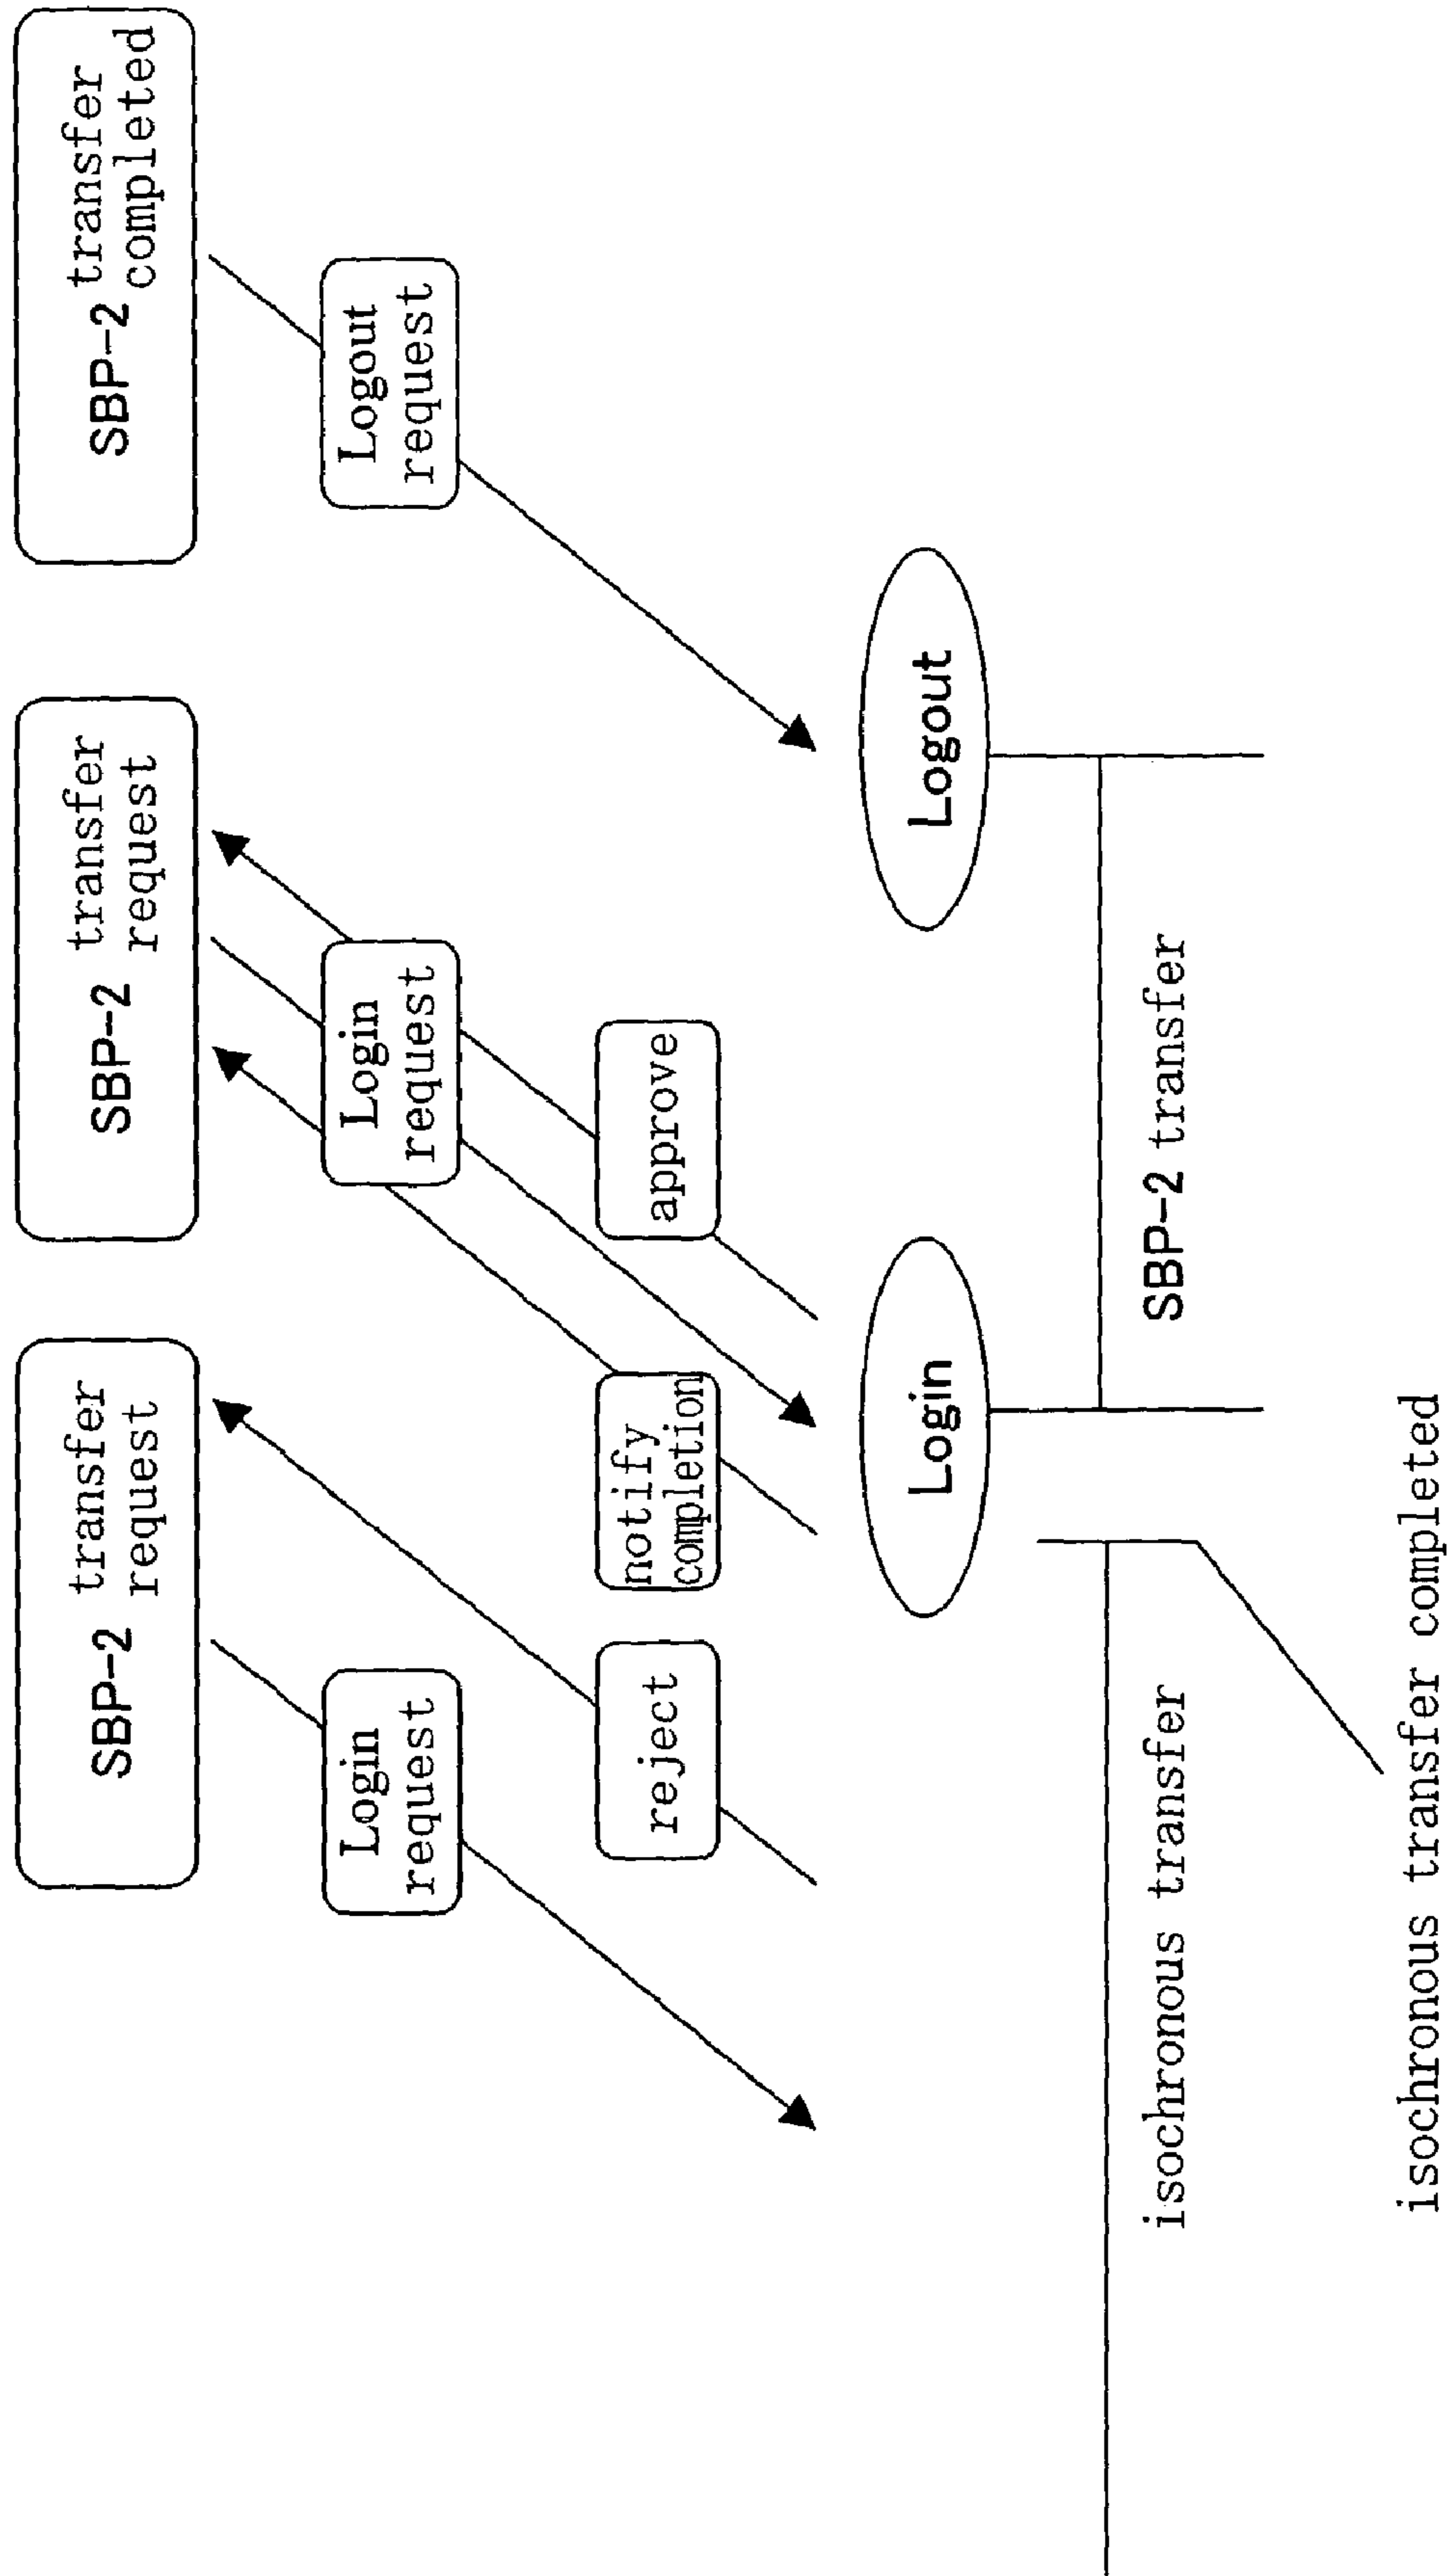 SBP-2 transfer
request
SBP-2 transfer
request
SBP-2 transfer
completed
Login
request
Login
request
Logout
request
reject
notify
completion
approve
Login
Logout
isochronous transfer
SBP-2 transfer
isochronous transfer completed